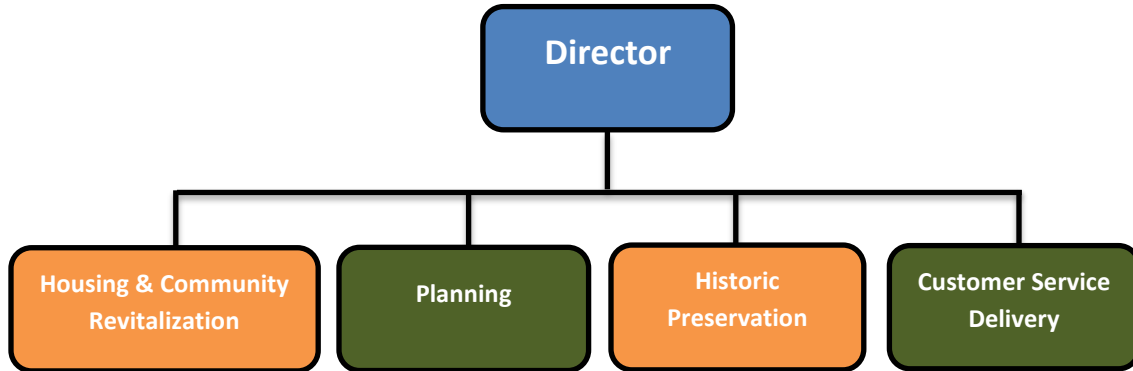 Director
Housing & Community
Revitalization
Planning
Historic
Preservation
Customer Service
Delivery